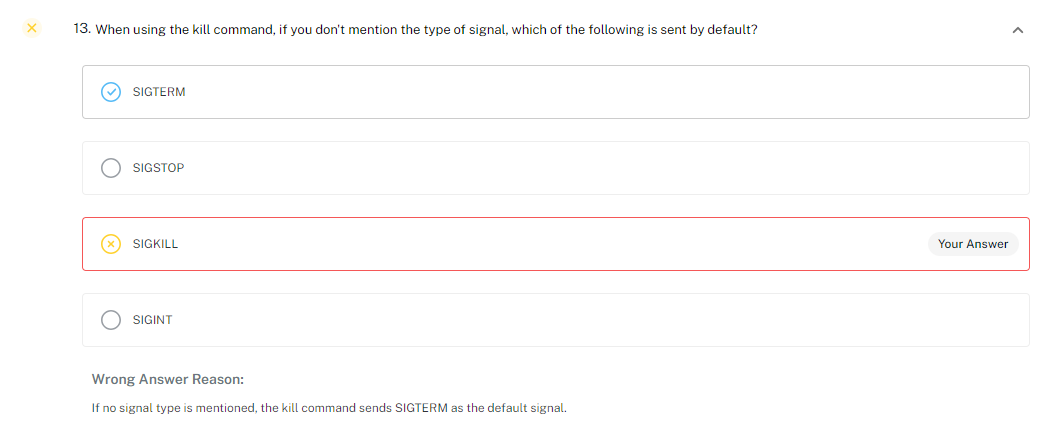 13. When using the kill command, if you don't mention the type of signal, which of the following is sent by default?
SIGTERM
SIGSTOP
SIGKILL Your Answer
SIGINT
Wrong Answer Reason:
If no signal type is mentioned, the kill command sends SIGTERM as the default signal.